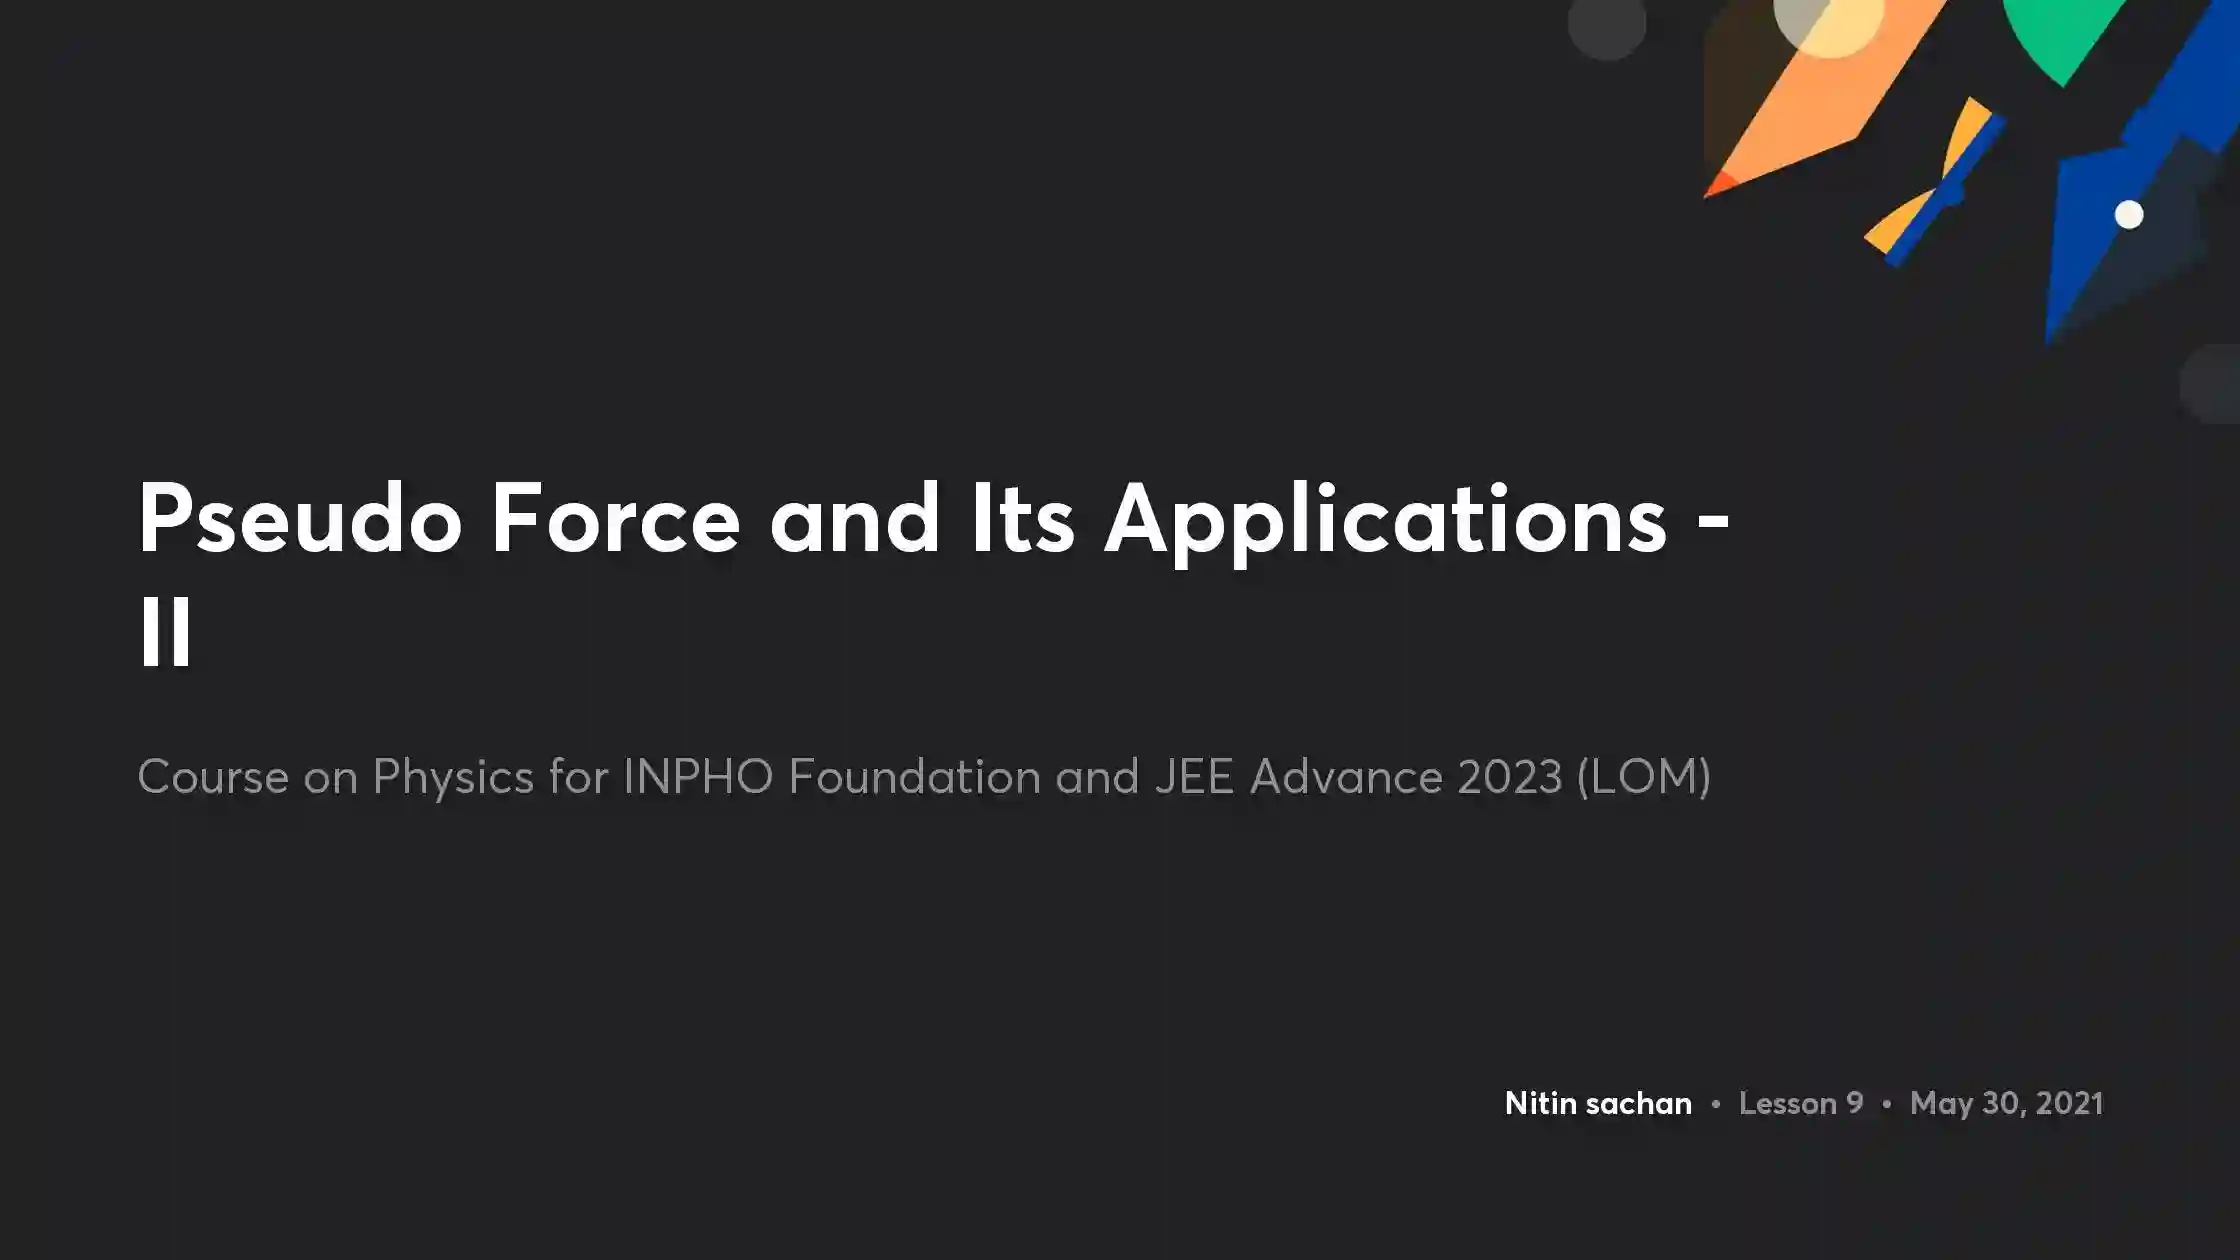 Pseudo Force and Its Applications -
II
Course on Physics for INPHO Foundation and JEE Advance 2023 (LOM)
Nitin sachan • Lesson 9 • May 30, 2021